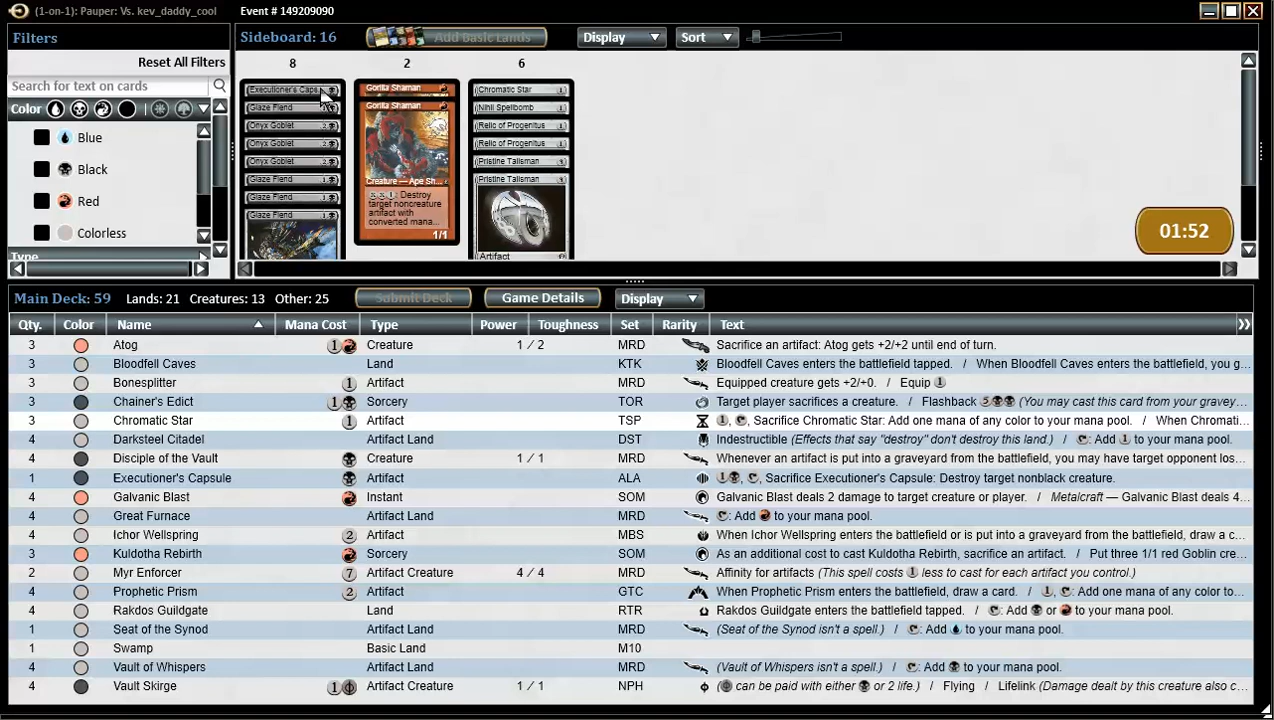 (1-on-1): Pauper: Vs. kev_daddy_cool Event # 149209090
Filters Sideboard: 16 Add Basic Lands Display Sort
Reset All Filters 8 2 6
Search for text on cards
Color
Blue
Black
Red
Colorless
Type
Executioner's Caps
Glaze Fiend
Onyx Goblet
Onyx Goblet
Onyx Goblet
Glaze Fiend
Glaze Fiend
Glaze Fiend
Gorilla Shaman
Gorilla Shaman
Creature — Ape Sh...
: Destroy
target noncreature
artifact with
converted mana...
1/1
Chromatic Star
Nihil Spellbomb
Relic of Progenitus
Relic of Progenitus
Pristine Talisman
Pristine Talisman
Artifact
01:52
Main Deck: 59 Lands: 21 Creatures: 13 Other: 25 Submit Deck Game Details Display
Qty. Color Name Mana Cost Type Power Toughness Set Rarity Text
3 Atog 1 Creature 1 / 2 MRD Sacrifice an artifact: Atog gets +2/+2 until end of turn.
3 Bloodfell Caves Land KTK Bloodfell Caves enters the battlefield tapped. / When Bloodfell Caves enters the battlefield, you g...
3 Bonesplitter 1 Artifact MRD Equipped creature gets +2/+0. / Equip 1
3 Chainer's Edict 1 Sorcery TOR Target player sacrifices a creature. / Flashback 5 (You may cast this card from your gravey...
3 Chromatic Star 1 Artifact TSP 1, , Sacrifice Chromatic Star: Add one mana of any color to your mana pool. / When Chromati...
4 Darksteel Citadel Artifact Land DST Indestructible (Effects that say "destroy" don't destroy this land.) / : Add 1 to your mana pool.
4 Disciple of the Vault Creature 1 / 1 MRD Whenever an artifact is put into a graveyard from the battlefield, you may have target opponent los...
1 Executioner's Capsule Artifact ALA 1, , Sacrifice Executioner's Capsule: Destroy target nonblack creature.
4 Galvanic Blast Instant SOM Galvanic Blast deals 2 damage to target creature or player. / Metalcraft — Galvanic Blast deals 4...
4 Great Furnace Artifact Land MRD : Add to your mana pool.
4 Ichor Wellspring 2 Artifact MBS When Ichor Wellspring enters the battlefield or is put into a graveyard from the battlefield, draw a c...
3 Kuldotha Rebirth Sorcery SOM As an additional cost to cast Kuldotha Rebirth, sacrifice an artifact. / Put three 1/1 red Goblin cre...
2 Myr Enforcer 7 Artifact Creature 4 / 4 MRD Affinity for artifacts (This spell costs 1 less to cast for each artifact you control.)
4 Prophetic Prism 2 Artifact GTC When Prophetic Prism enters the battlefield, draw a card. / 1, : Add one mana of any color to...
4 Rakdos Guildgate Land RTR Rakdos Guildgate enters the battlefield tapped. / : Add or to your mana pool.
1 Seat of the Synod Artifact Land MRD (Seat of the Synod isn't a spell.) / : Add to your mana pool.
1 Swamp Basic Land M10
4 Vault of Whispers Artifact Land MRD (Vault of Whispers isn't a spell.) / : Add to your mana pool.
4 Vault Skirge 1 Artifact Creature 1 / 1 NPH ( can be paid with either or 2 life.) / Flying / Lifelink (Damage dealt by this creature also c...